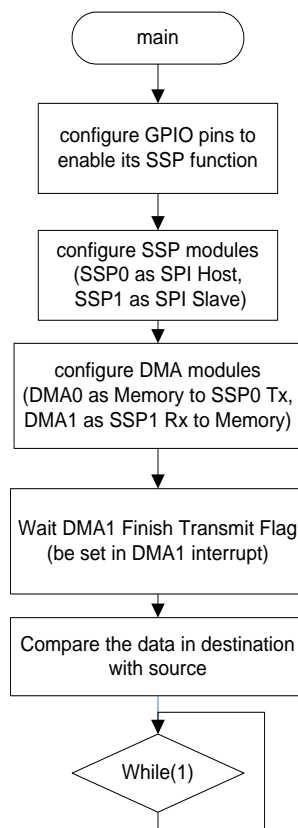 main
configure GPIO pins to
enable its SSP function
configure SSP modules
(SSP0 as SPI Host,
SSP1 as SPI Slave)
configure DMA modules
(DMA0 as Memory to SSP0 Tx,
DMA1 as SSP1 Rx to Memory)
Wait DMA1 Finish Transmit Flag
(be set in DMA1 interrupt)
Compare the data in destination
with source
While(1)